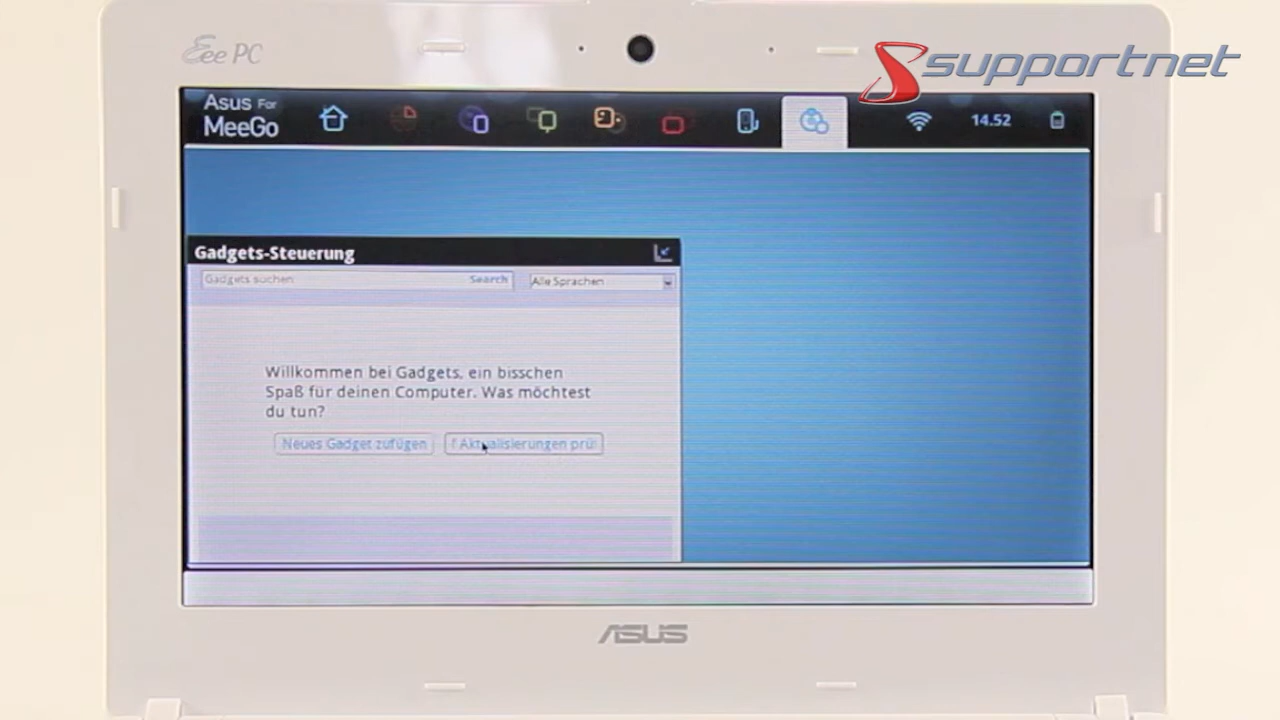 Eee PC
supportnet
Asus For
MeeGo
14.52
Gadgets-Steuerung
Gadgets suchen
Search
Alle Sprachen
Willkommen bei Gadgets, ein bisschen
Spaß für deinen Computer. Was möchtest
du tun?
Neues Gadget zufügen
Aktualisierungen prü
ASUS